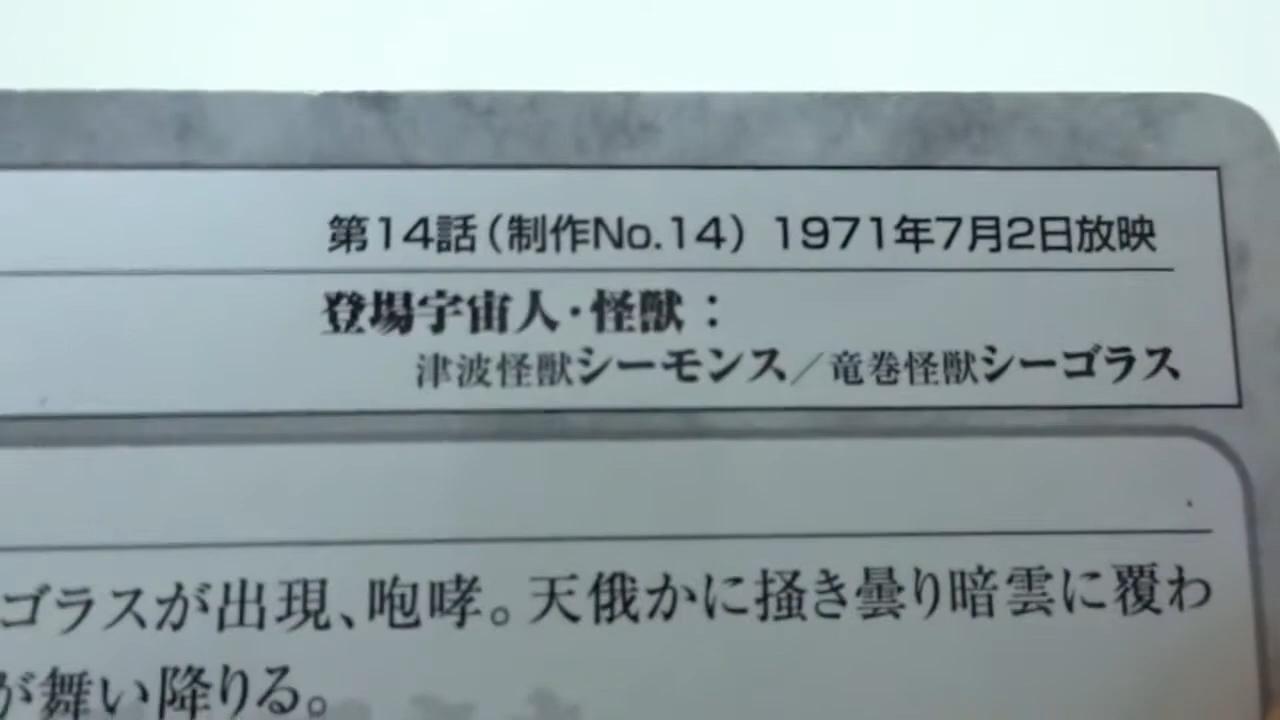 第14話(制作No.14) 1971年7月2日放映
登場宇宙人・怪獣：
津波怪獣シーモンス／竜巻怪獣シーゴラス
ゴラスが出現、咆哮。天俄かに掻き曇り暗雲に覆わ
が舞い降りる。